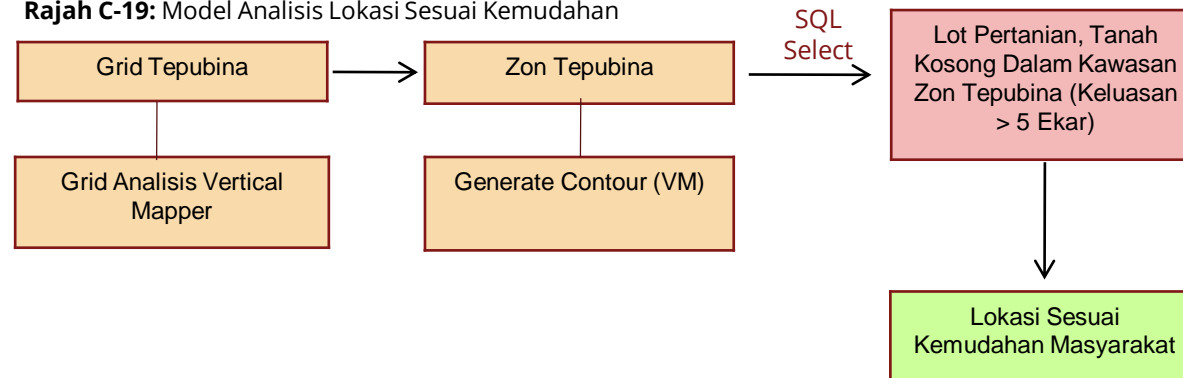 Rajah C-19: Model Analisis Lokasi Sesuai Kemudahan
Grid Tepubina
Zon Tepubina
SQL
Select
Lot Pertanian, Tanah
Kosong Dalam Kawasan
Zon Tepubina (Keluasan
> 5 Ekar)
Grid Analisis Vertical
Mapper
Generate Contour (VM)
Lokasi Sesuai
Kemudahan Masyarakat